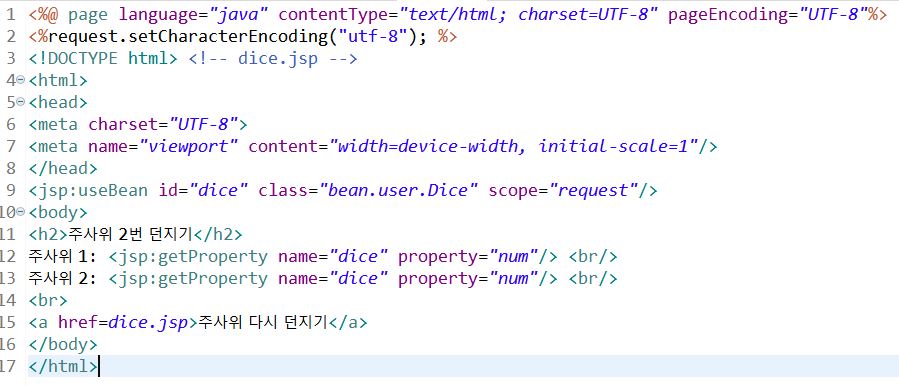 1 <%@ page language="java" contentType="text/html; charset=UTF-8" pageEncoding="UTF-8"%>
2 <%request.setCharacterEncoding("utf-8"); %>
3 <!DOCTYPE html> <!-- dice.jsp -->
4 <html>
5 <head>
6 <meta charset="UTF-8">
7 <meta name="viewport" content="width=device-width, initial-scale=1"/>
8 </head>
9 <jsp:useBean id="dice" class="bean.user.Dice" scope="request"/>
10 <body>
11 <h2>주사위 2번 던지기</h2>
12 주사위 1: <jsp:getProperty name="dice" property="num"/> <br/>
13 주사위 2: <jsp:getProperty name="dice" property="num"/> <br/>
14 <br>
15 <a href=dice.jsp>주사위 다시 던지기</a>
16 </body>
17 </html>